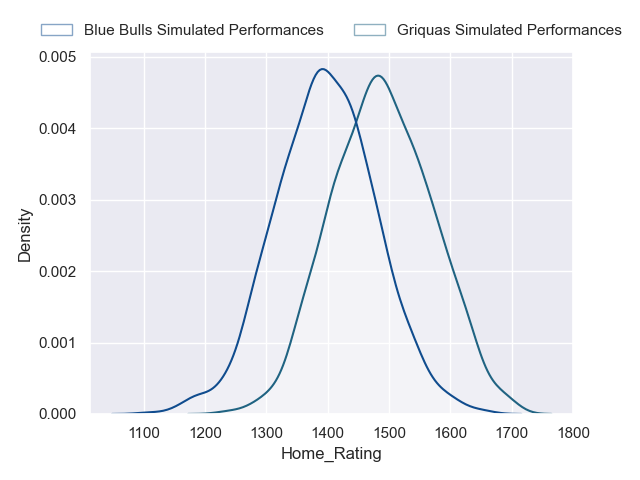 Blue Bulls Simulated Performances Griquas Simulated Performances
0.005
0.004
0.003
0.002
0.001
0.000
Density
1100 1200 1300 1400 1500 1600 1700 1800
Home_Rating